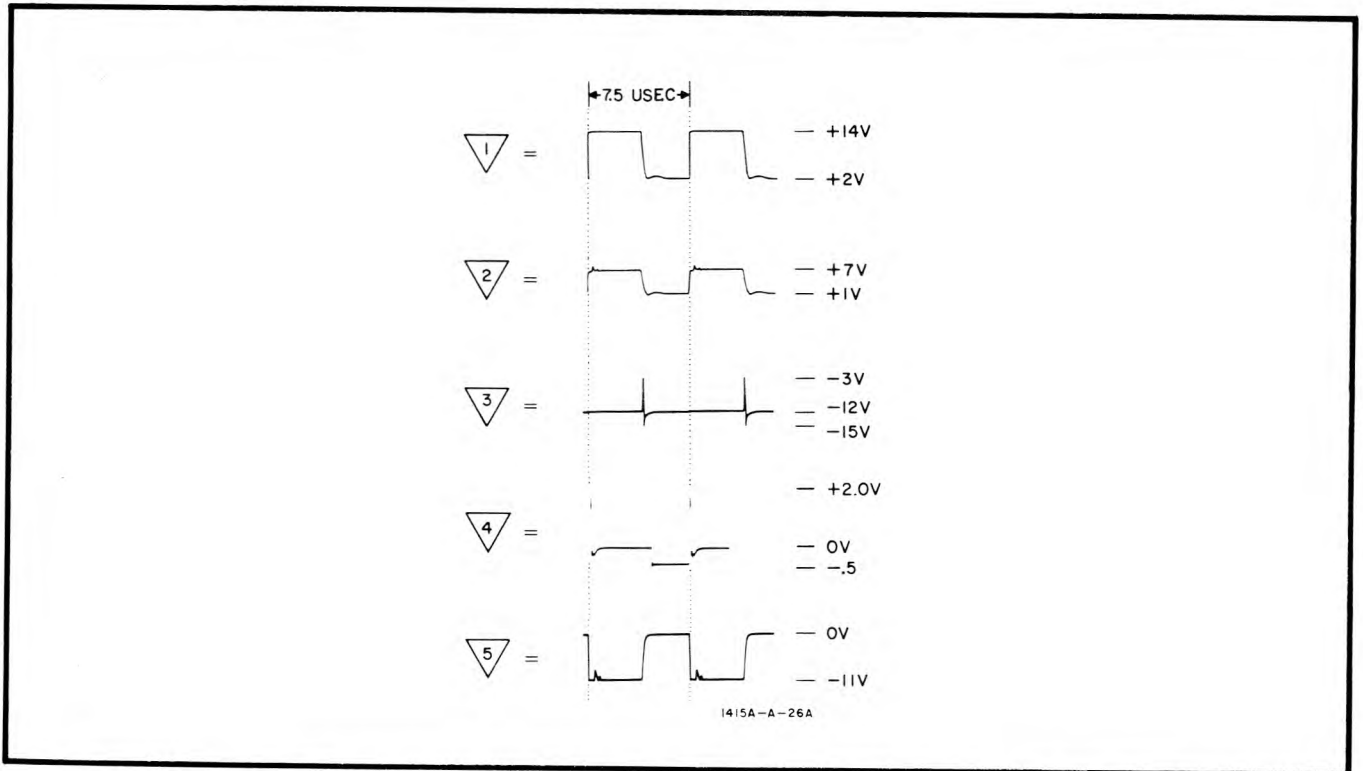 7.5 USEC
1 =
+14V
+2V
2 =
+7V
+1V
3 =
-3V
-12V
-15V
+2.0V
4 =
0V
-.5
5 =
0V
-11V
1415A-A-26A